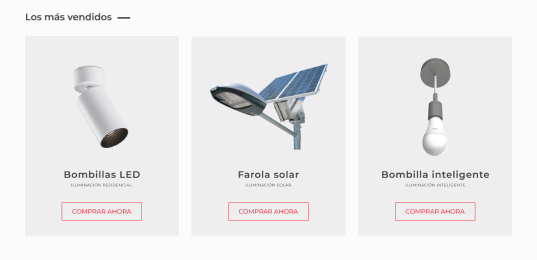 Los más vendidos
Bombillas LED
ILUMINACIÓN RESIDENCIAL
COMPRAR AHORA
Farola solar
ILUMINACIÓN SOLAR
COMPRAR AHORA
Bombilla inteligente
ILUMINACIÓN INTELIGENTE
COMPRAR AHORA